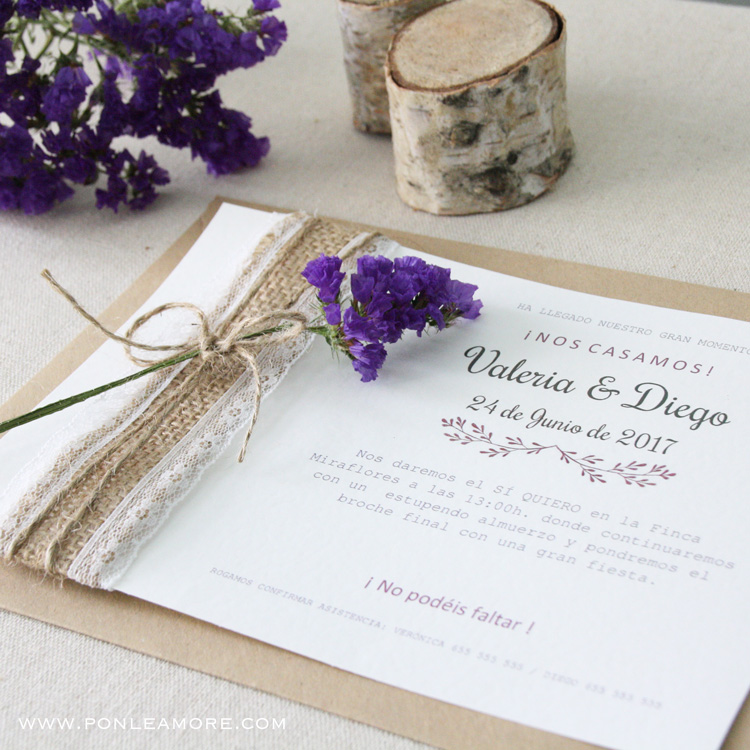 HA LLEGADO NUESTRO GRAN MOMENTO
¡NOS CASAMOS!
Valeria & Diego
24 de Junio de 2017
Nos daremos el SÍ QUIERO en la Finca
Miraflores a las 13:00h. donde continuaremos
con un estupendo almuerzo y pondremos el
broche final con una gran fiesta.
¡ No podéis faltar !
ROGAMOS CONFIRMAR ASISTENCIA: VERÓNICA 655 555 555 / DIEGO 655 555 555
WWW.PONLEAMORE.COM